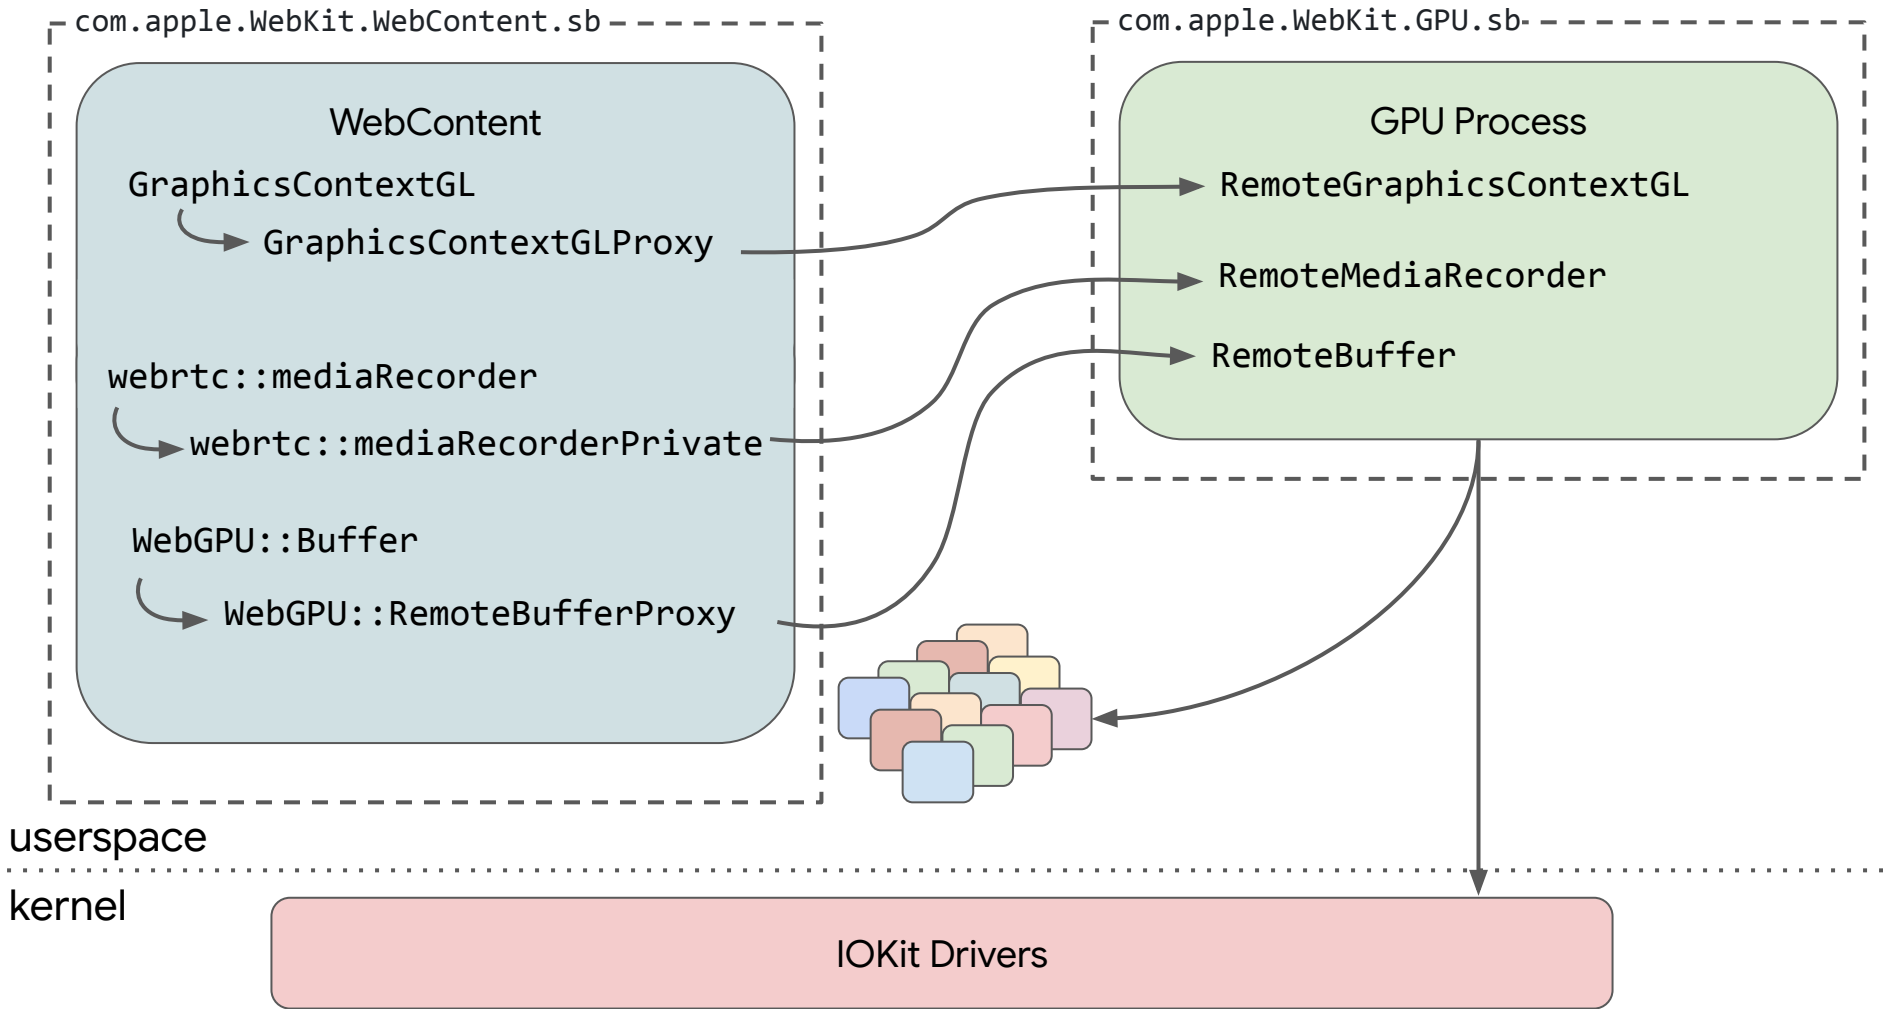 com.apple.WebKit.WebContent.sb
com.apple.WebKit.GPU.sb
WebContent
GraphicsContextGL
GraphicsContextGLProxy
webrtc::mediaRecorder
webrtc::mediaRecorderPrivate
WebGPU::Buffer
WebGPU::RemoteBufferProxy
GPU Process
RemoteGraphicsContextGL
RemoteMediaRecorder
RemoteBuffer
userspace
kernel
IOKit Drivers